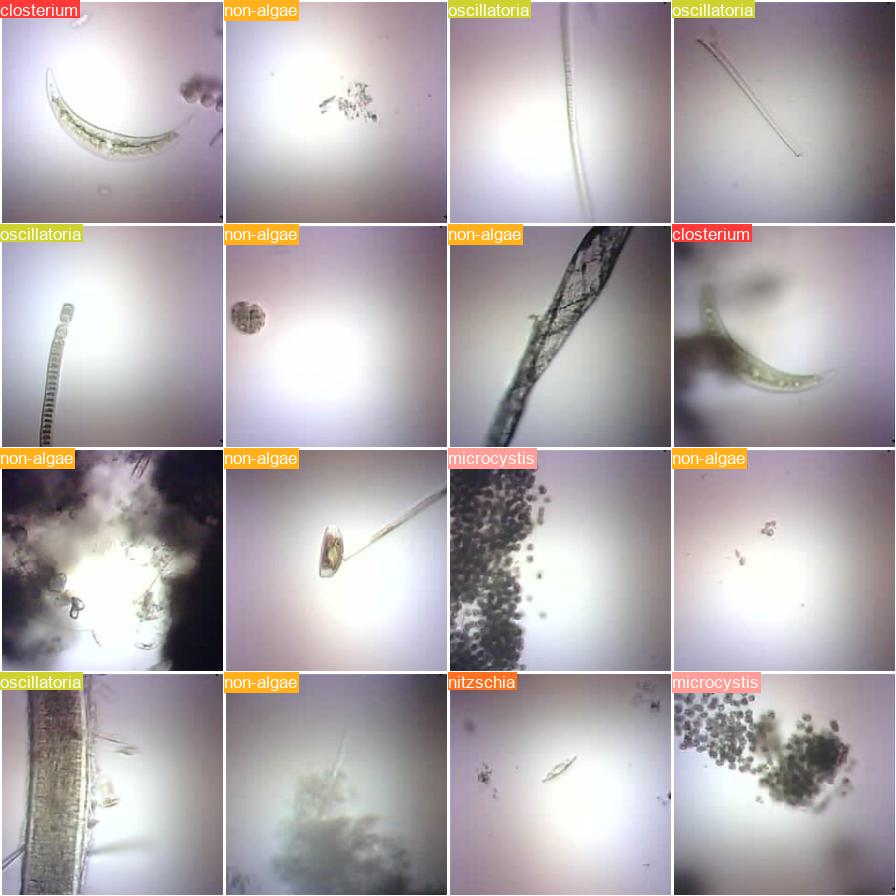 closterium
non-algae
oscillatoria
oscillatoria
oscillatoria
non-algae
non-algae
closterium
non-algae
non-algae
microcystis
non-algae
oscillatoria
non-algae
nitzschia
microcystis